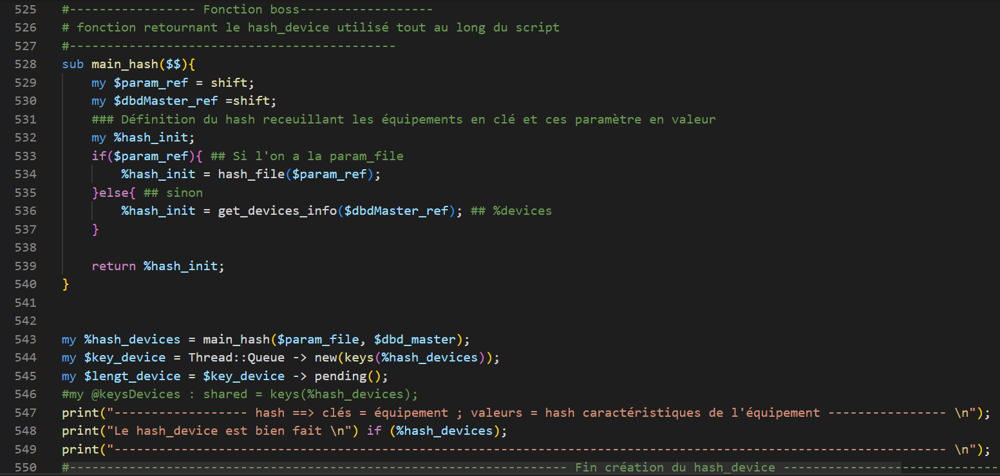 525 #----------------- Fonction boss------------------
526 # fonction retournant le hash_device utilisé tout au long du script
527 #--------------------------------------------
528 sub main_hash($$){
529     my $param_ref = shift;
530     my $dbdMaster_ref =shift;
531     ### Définition du hash receuillant les équipements en clé et ces paramètre en valeur
532     my %hash_init;
533     if($param_ref){ ## Si l'on a la param_file
534         %hash_init = hash_file($param_ref);
535     }else{ ## sinon
536         %hash_init = get_devices_info($dbdMaster_ref); ## %devices
537     }
538
539     return %hash_init;
540 }
541
542
543 my %hash_devices = main_hash($param_file, $dbd_master);
544 my $key_device = Thread::Queue -> new(keys(%hash_devices));
545 my $lengt_device = $key_device -> pending();
546 #my @keysDevices : shared = keys(%hash_devices);
547 print("------------------ hash ==> clés = équipement ; valeurs = hash caractéristiques de l'équipement ---------------- \n");
548 print("Le hash_device est bien fait \n") if (%hash_devices);
549 print("---------------------------------------------------------------------------------------------------------------- \n");
550 #------------------------------------------------------------------- Fin création du hash_device -----------------------------